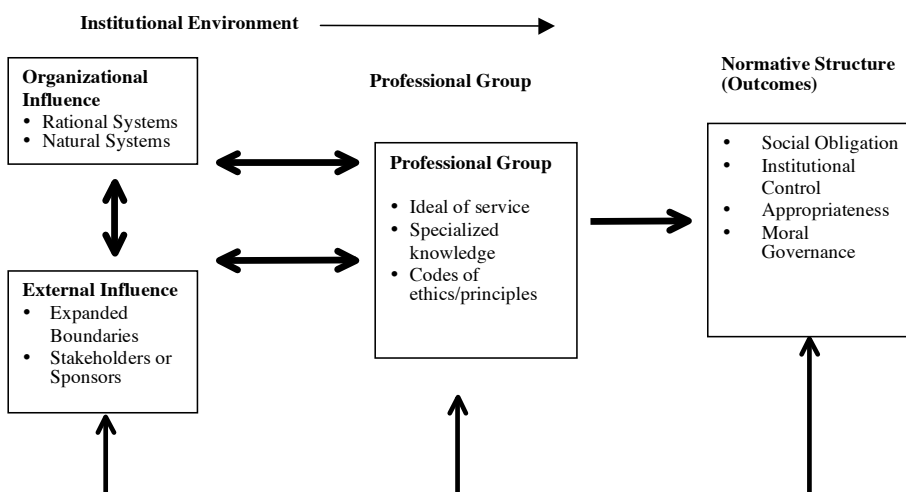 Institutional Environment
Organizational
Influence
• Rational Systems
• Natural Systems
External Influence
• Expanded
Boundaries
• Stakeholders or
Sponsors
Professional Group
Professional Group
• Ideal of service
• Specialized
knowledge
• Codes of
ethics/principles
Normative Structure
(Outcomes)
• Social Obligation
• Institutional
Control
• Appropriateness
• Moral
Governance